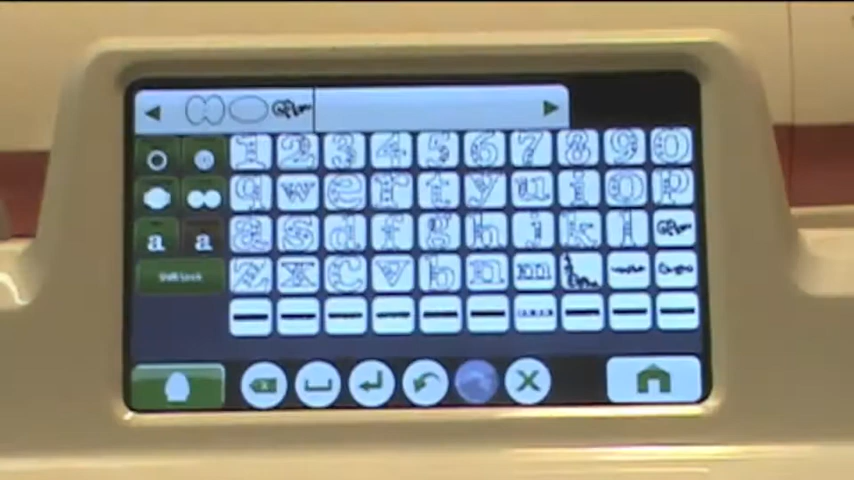 1 2 3 4 5 6 7 8 9 0
q w e r t y u i o p
a s d f g h j k l
a a
Shift Lock
z x c v b n m